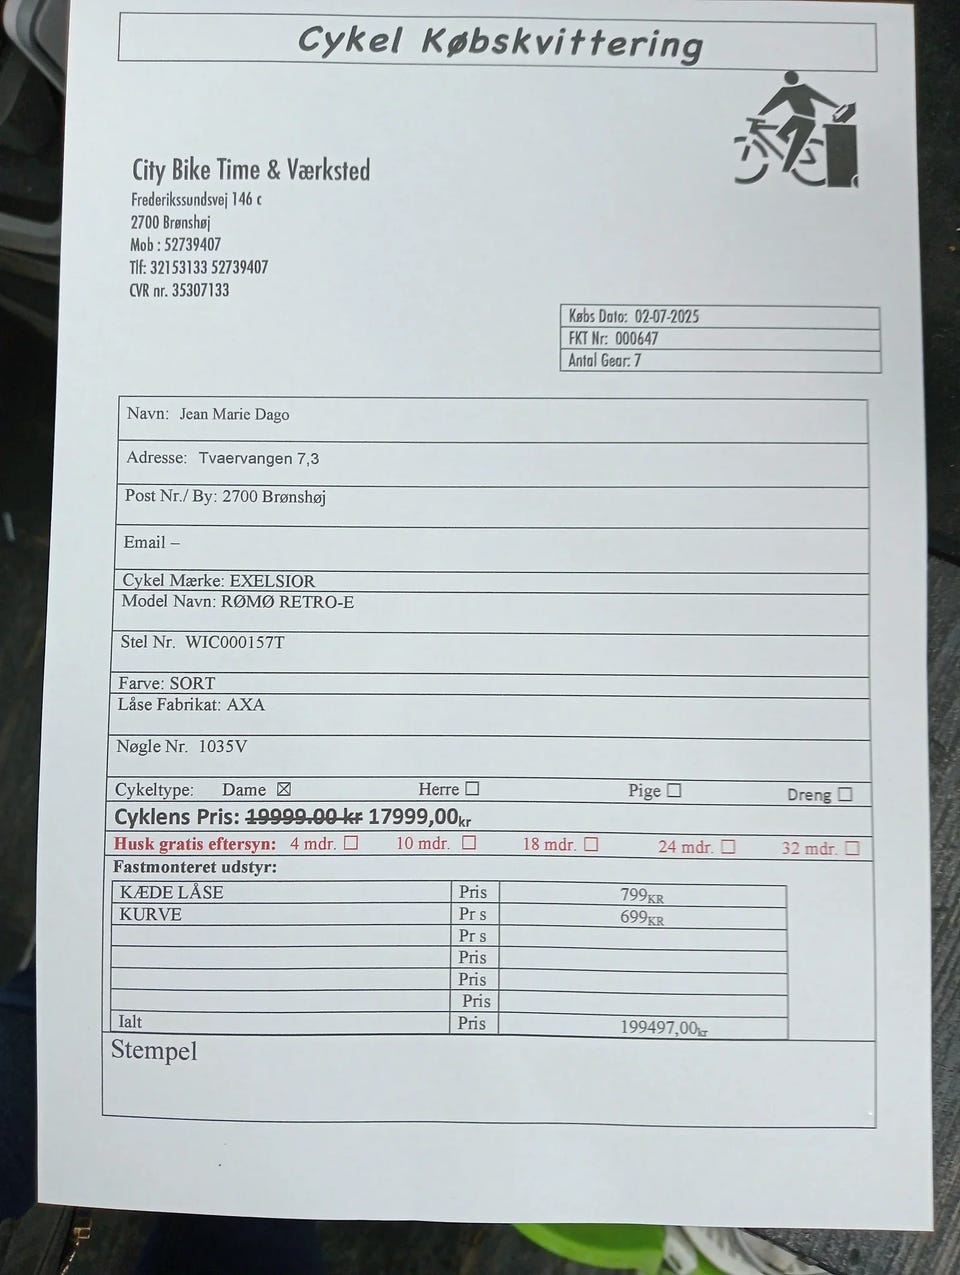 Cykel Købskvittering
City Bike Time & Værksted
Frederikssundsvej 146 c
2700 Brønshøj
Mob : 52739407
Tlf: 32153133 52739407
CVR nr. 35307133
Købs Dato: 02-07-2025
FKT Nr: 000647
Antal Gear: 7
Navn: Jean Marie Dago
Adresse: Tvaervangen 7,3
Post Nr./ By: 2700 Brønshøj
Email –
Cykel Mærke: EXELSIOR
Model Navn: RØMØ RETRO-E
Stel Nr. WIC000157T
Farve: SORT
Låse Fabrikat: AXA
Nøgle Nr. 1035V
Cykeltype: Dame ☒ Herre ☐ Pige ☐ Dreng ☐
Cyklens Pris: 19999.00 kr 17999,00kr
Husk gratis eftersyn: 4 mdr. ☐ 10 mdr. ☐ 18 mdr. ☐ 24 mdr. ☐ 32 mdr. ☐
Fastmonteret udstyr:
KÆDE LÅSE Pris 799KR
KURVE Pr s 699KR
Pr s
Pris
Pris
Pris
Ialt Pris 199497,00kr
Stempel